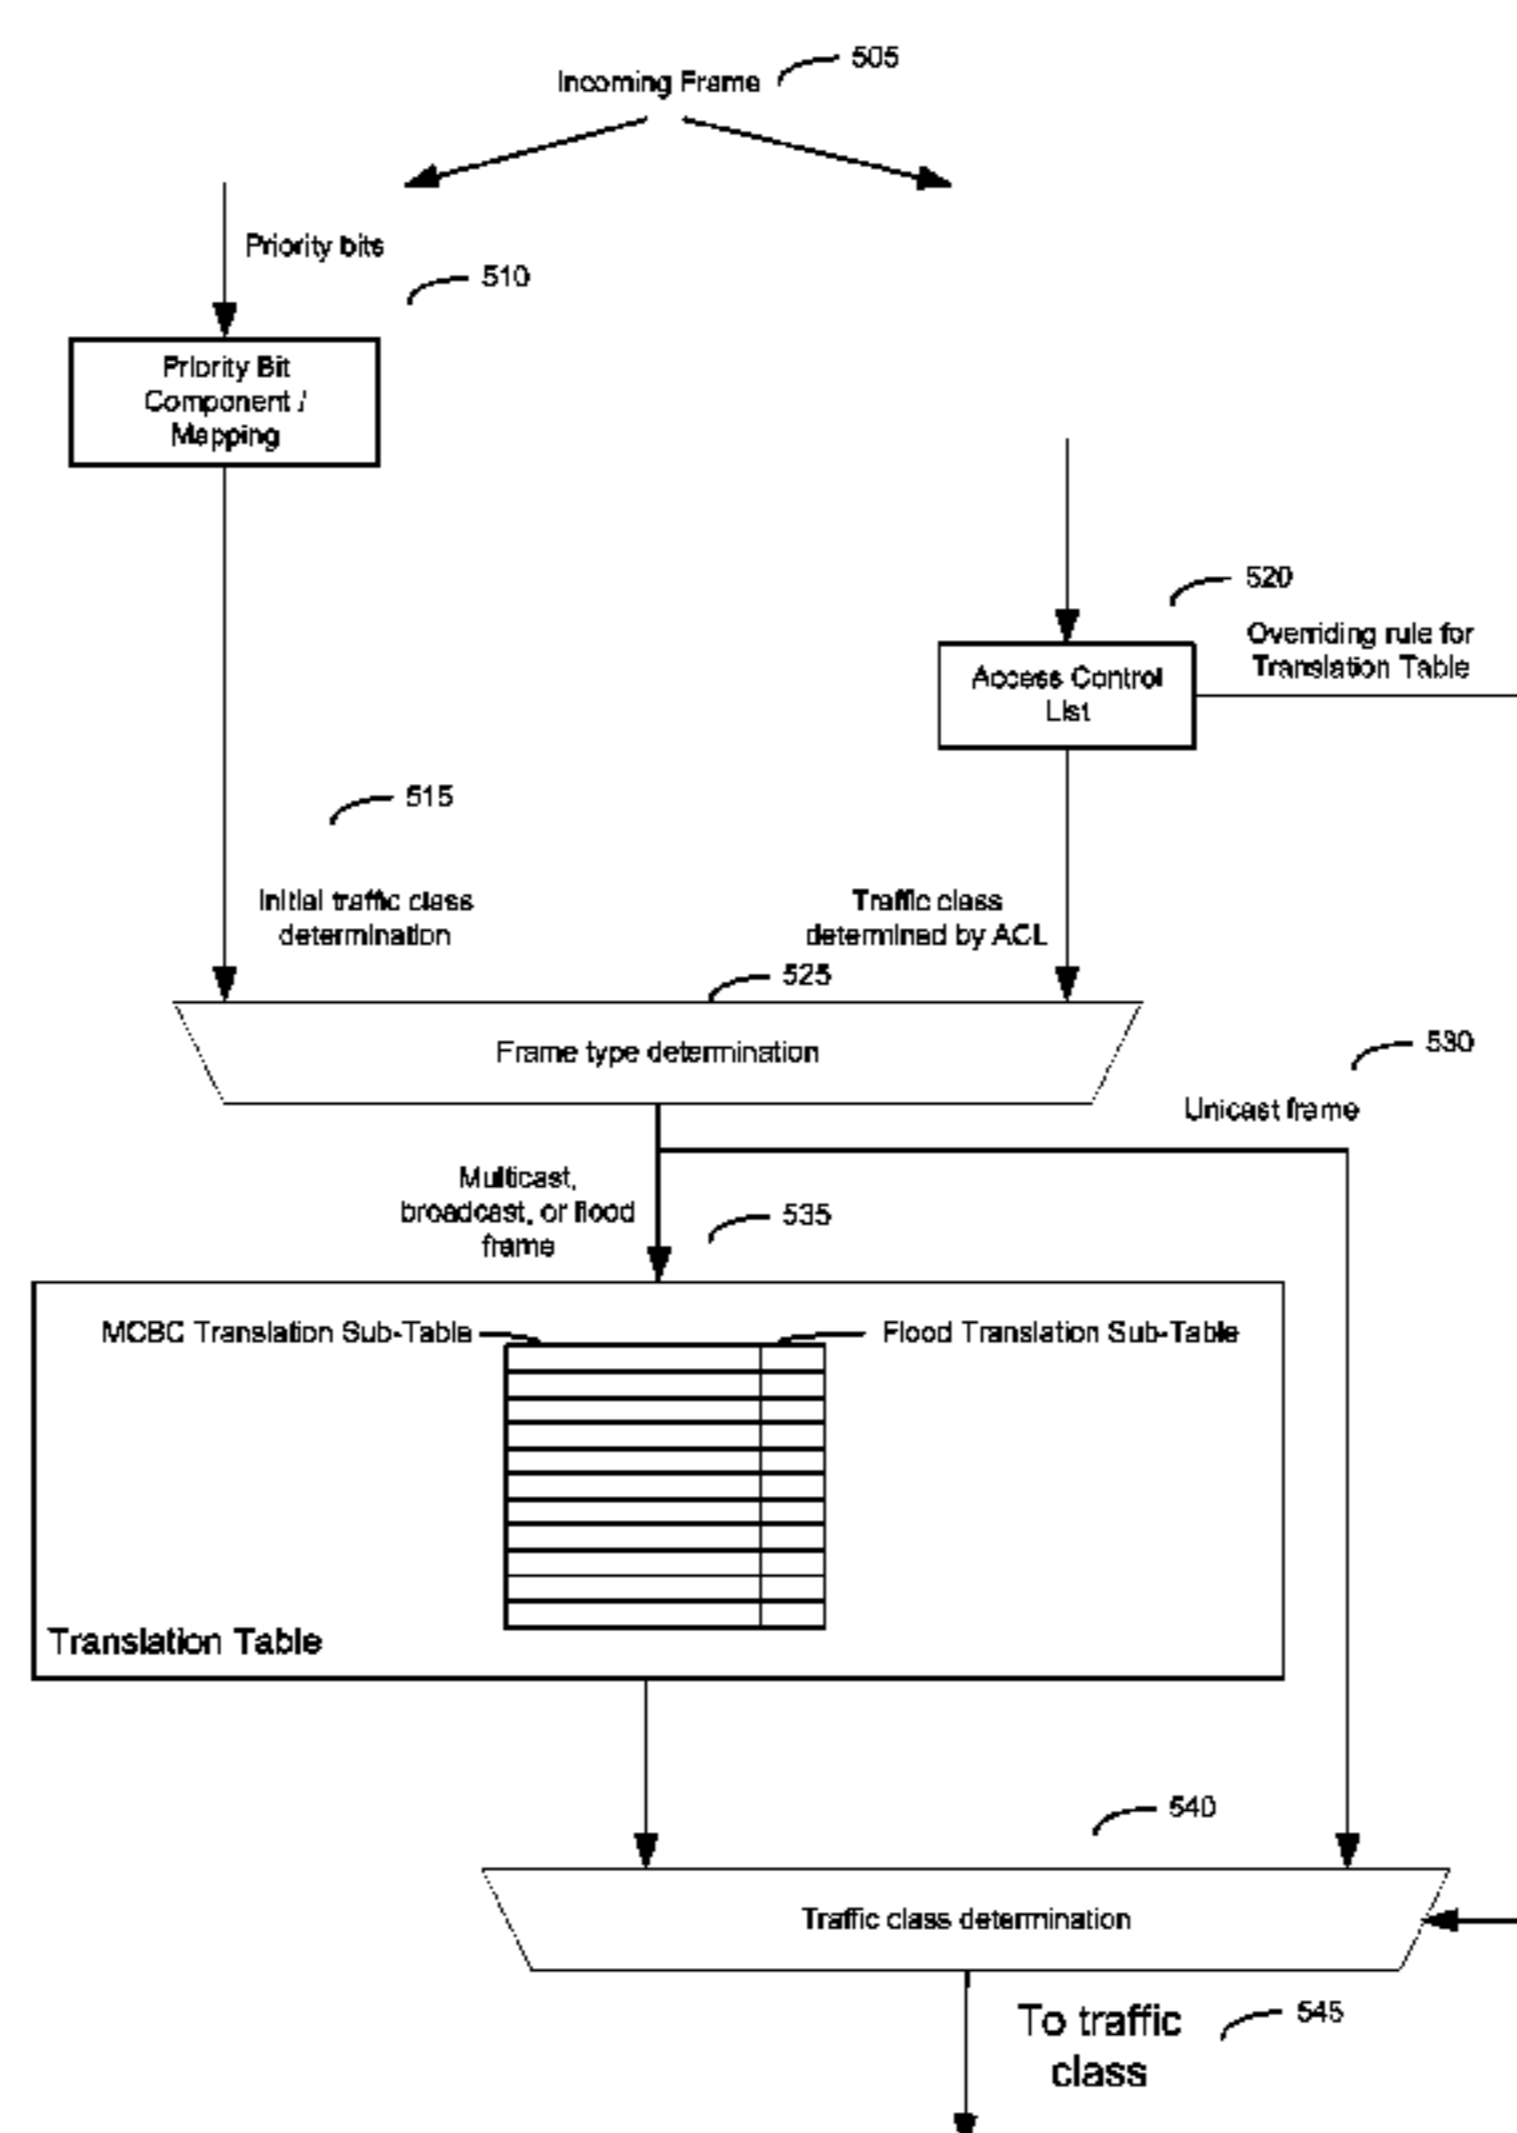 505
Incoming Frame
Priority bits
510
Priority Bit
Component /
Mapping
520
Overriding rule for
Translation Table
Access Control
List
515
Initial traffic class
determination
Traffic class
determined by ACL
525
Frame type determination
530
Unicast frame
Multicast,
broadcast, or flood
frame
535
MCBC Translation Sub-Table
Flood Translation Sub-Table
Translation Table
540
Traffic class determination
To traffic
class
545